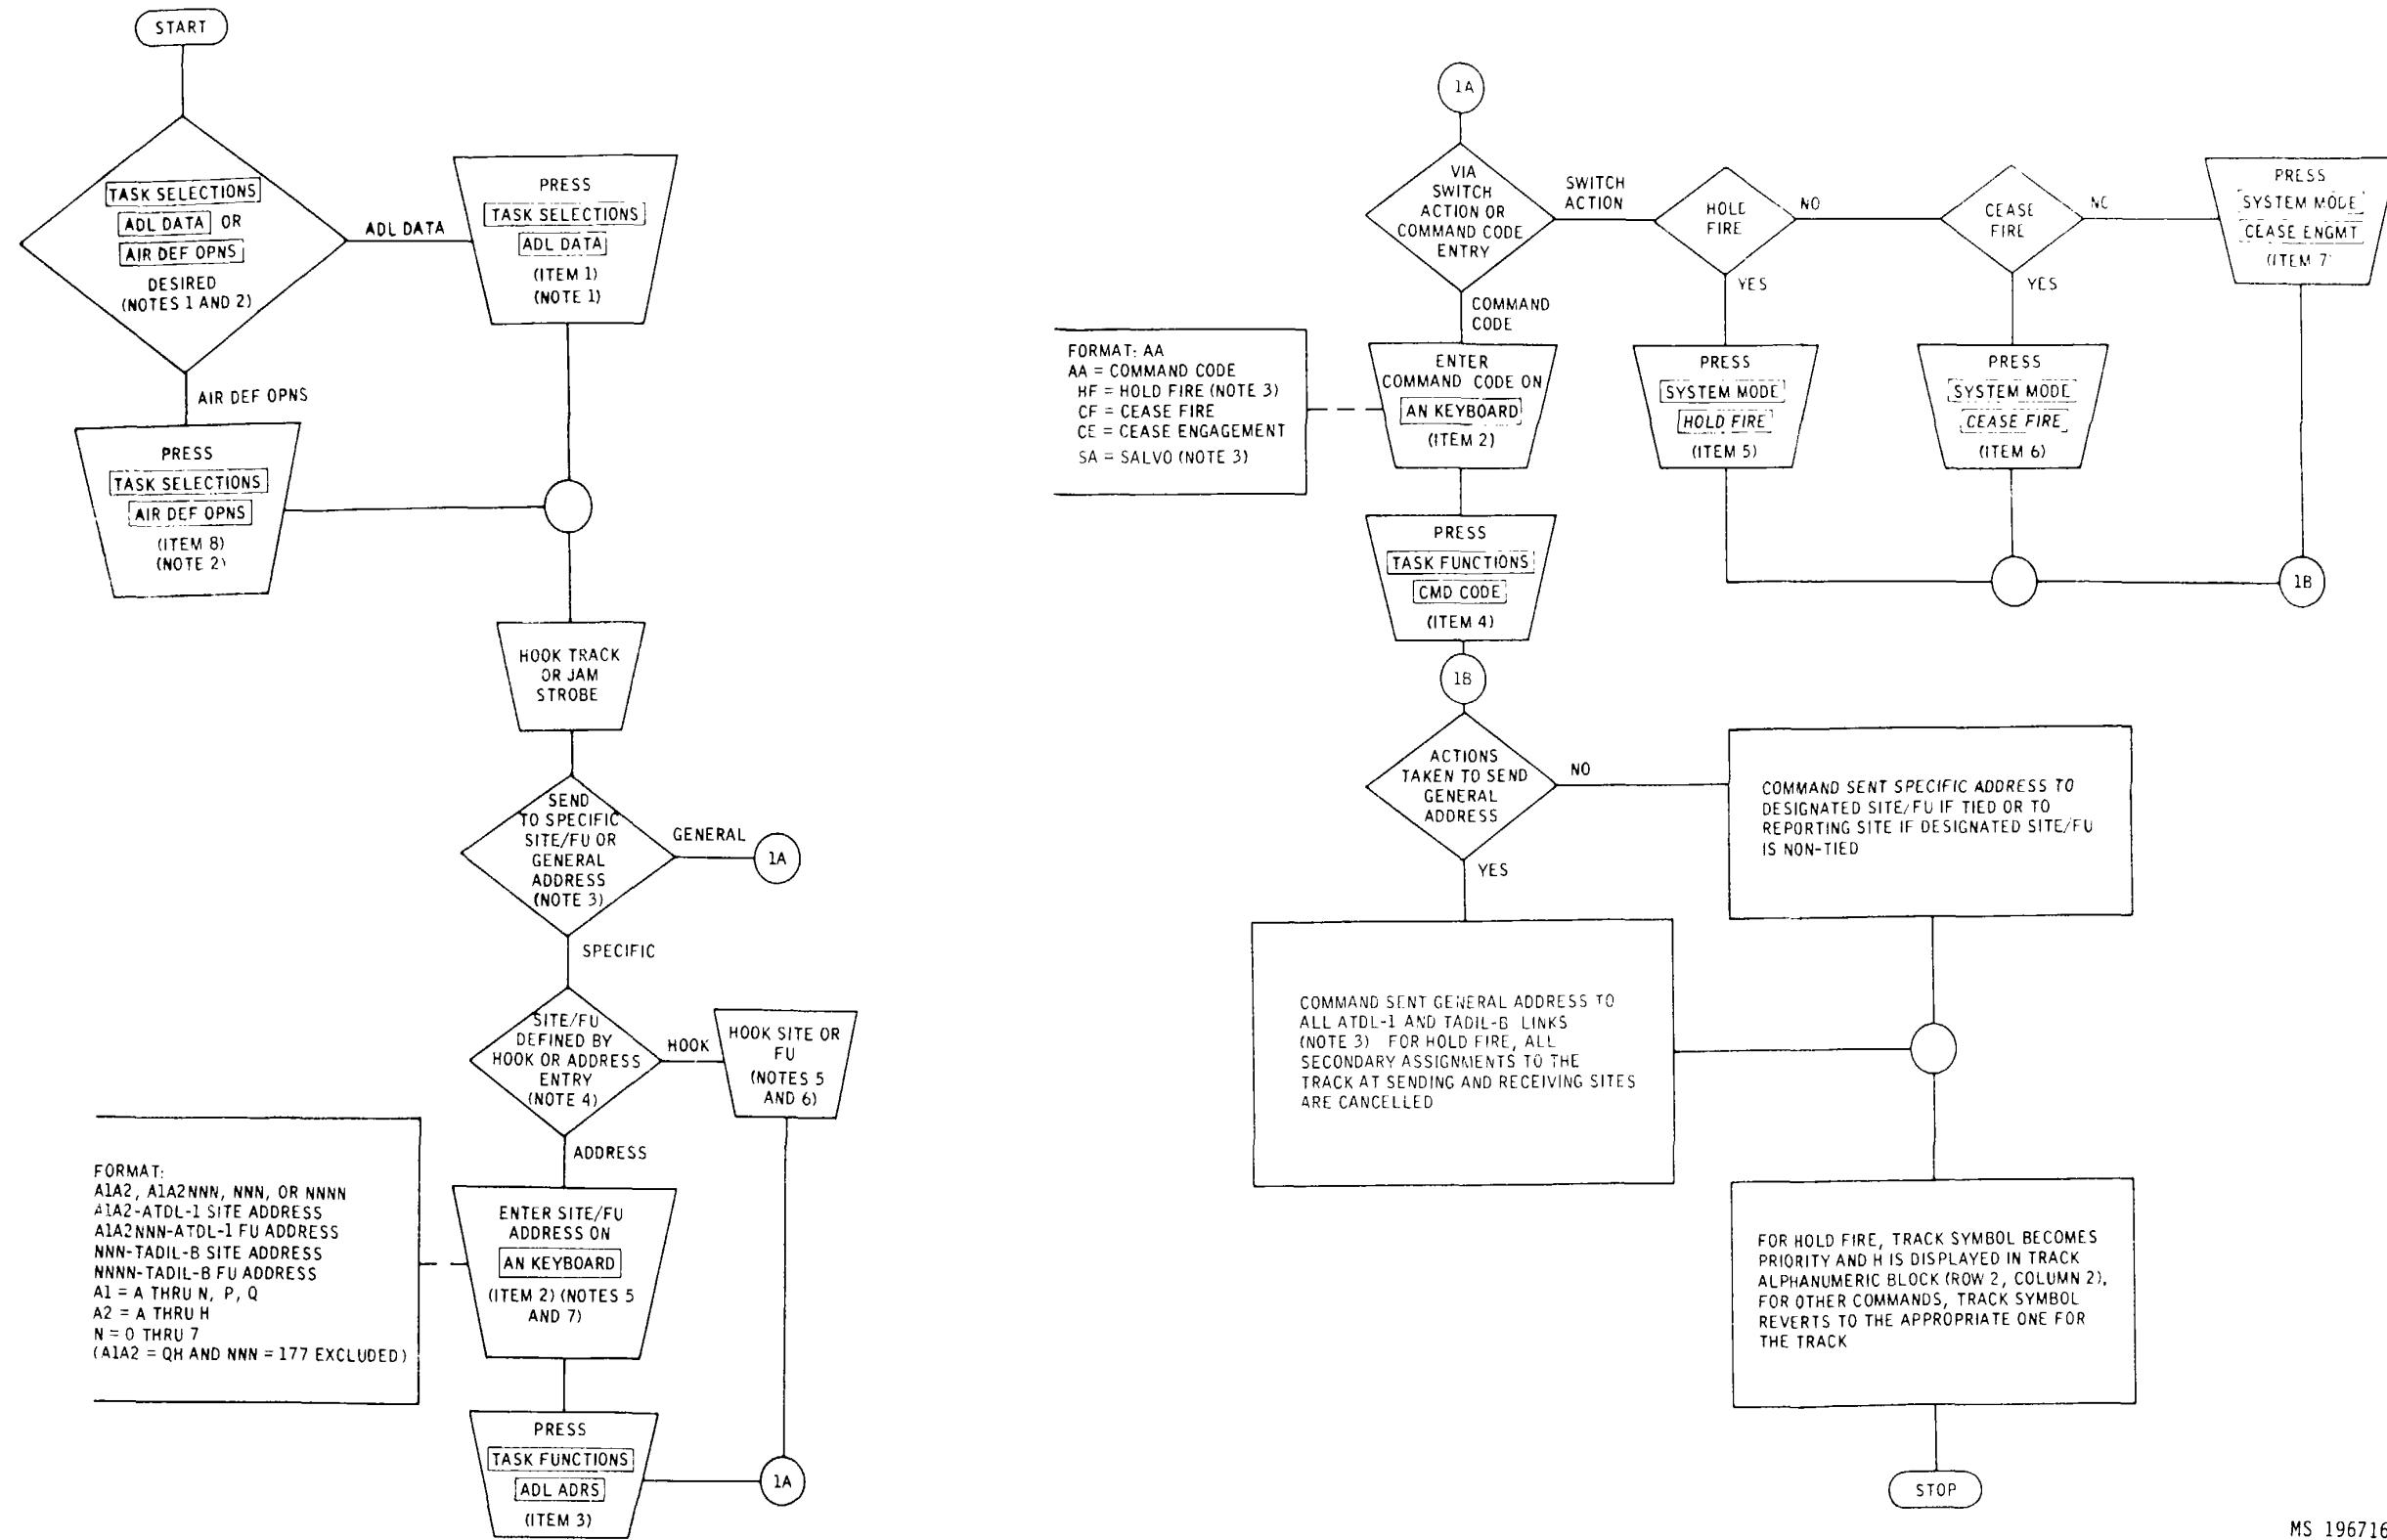 START
TASK SELECTIONS
ADL DATA OR
AIR DEF OPNS
DESIRED
(NOTES 1 AND 2)
ADL DATA
PRESS
TASK SELECTIONS
ADL DATA
(ITEM 1)
(NOTE 1)
AIR DEF OPNS
PRESS
TASK SELECTIONS
AIR DEF OPNS
(ITEM 8)
(NOTE 2)
HOOK TRACK
OR JAM
STROBE
SEND
TO SPECIFIC
SITE/FU OR
GENERAL
ADDRESS
(NOTE 3)
GENERAL
1A
SPECIFIC
SITE/FU
DEFINED BY
HOOK OR ADDRESS
ENTRY
(NOTE 4)
HOOK
HOOK SITE OR
FU
(NOTES 5
AND 6)
ADDRESS
FORMAT:
A1A2, A1A2NNN, NNN, OR NNNN
A1A2-ATDL-1 SITE ADDRESS
A1A2NNN-ATDL-1 FU ADDRESS
NNN-TADIL-B SITE ADDRESS
NNNN-TADIL-B FU ADDRESS
A1 = A THRU N, P, Q
A2 = A THRU H
N = 0 THRU 7
(A1A2 = QH AND NNN = 177 EXCLUDED)
ENTER SITE/FU
ADDRESS ON
AN KEYBOARD
(ITEM 2) (NOTES 5
AND 7)
PRESS
TASK FUNCTIONS
ADL ADRS
(ITEM 3)
1A
1A
VIA
SWITCH
ACTION OR
COMMAND CODE
ENTRY
SWITCH
ACTION
HOLD
FIRE
NO
CEASE
FIRE
NO
PRESS
SYSTEM MODE
CEASE ENGMT
(ITEM 7)
YES
YES
COMMAND
CODE
FORMAT: AA
AA = COMMAND CODE
HF = HOLD FIRE (NOTE 3)
CF = CEASE FIRE
CE = CEASE ENGAGEMENT
SA = SALVO (NOTE 3)
ENTER
COMMAND CODE ON
AN KEYBOARD
(ITEM 2)
PRESS
SYSTEM MODE
HOLD FIRE
(ITEM 5)
PRESS
SYSTEM MODE
CEASE FIRE
(ITEM 6)
PRESS
TASK FUNCTIONS
CMD CODE
(ITEM 4)
1B
1B
ACTIONS
TAKEN TO SEND
GENERAL
ADDRESS
NO
COMMAND SENT SPECIFIC ADDRESS TO
DESIGNATED SITE/FU IF TIED OR TO
REPORTING SITE IF DESIGNATED SITE/FU
IS NON-TIED
YES
COMMAND SENT GENERAL ADDRESS TO
ALL ATDL-1 AND TADIL-B LINKS
(NOTE 3) FOR HOLD FIRE, ALL
SECONDARY ASSIGNMENTS TO THE
TRACK AT SENDING AND RECEIVING SITES
ARE CANCELLED
FOR HOLD FIRE, TRACK SYMBOL BECOMES
PRIORITY AND H IS DISPLAYED IN TRACK
ALPHANUMERIC BLOCK (ROW 2, COLUMN 2),
FOR OTHER COMMANDS, TRACK SYMBOL
REVERTS TO THE APPROPRIATE ONE FOR
THE TRACK
STOP
MS 196716